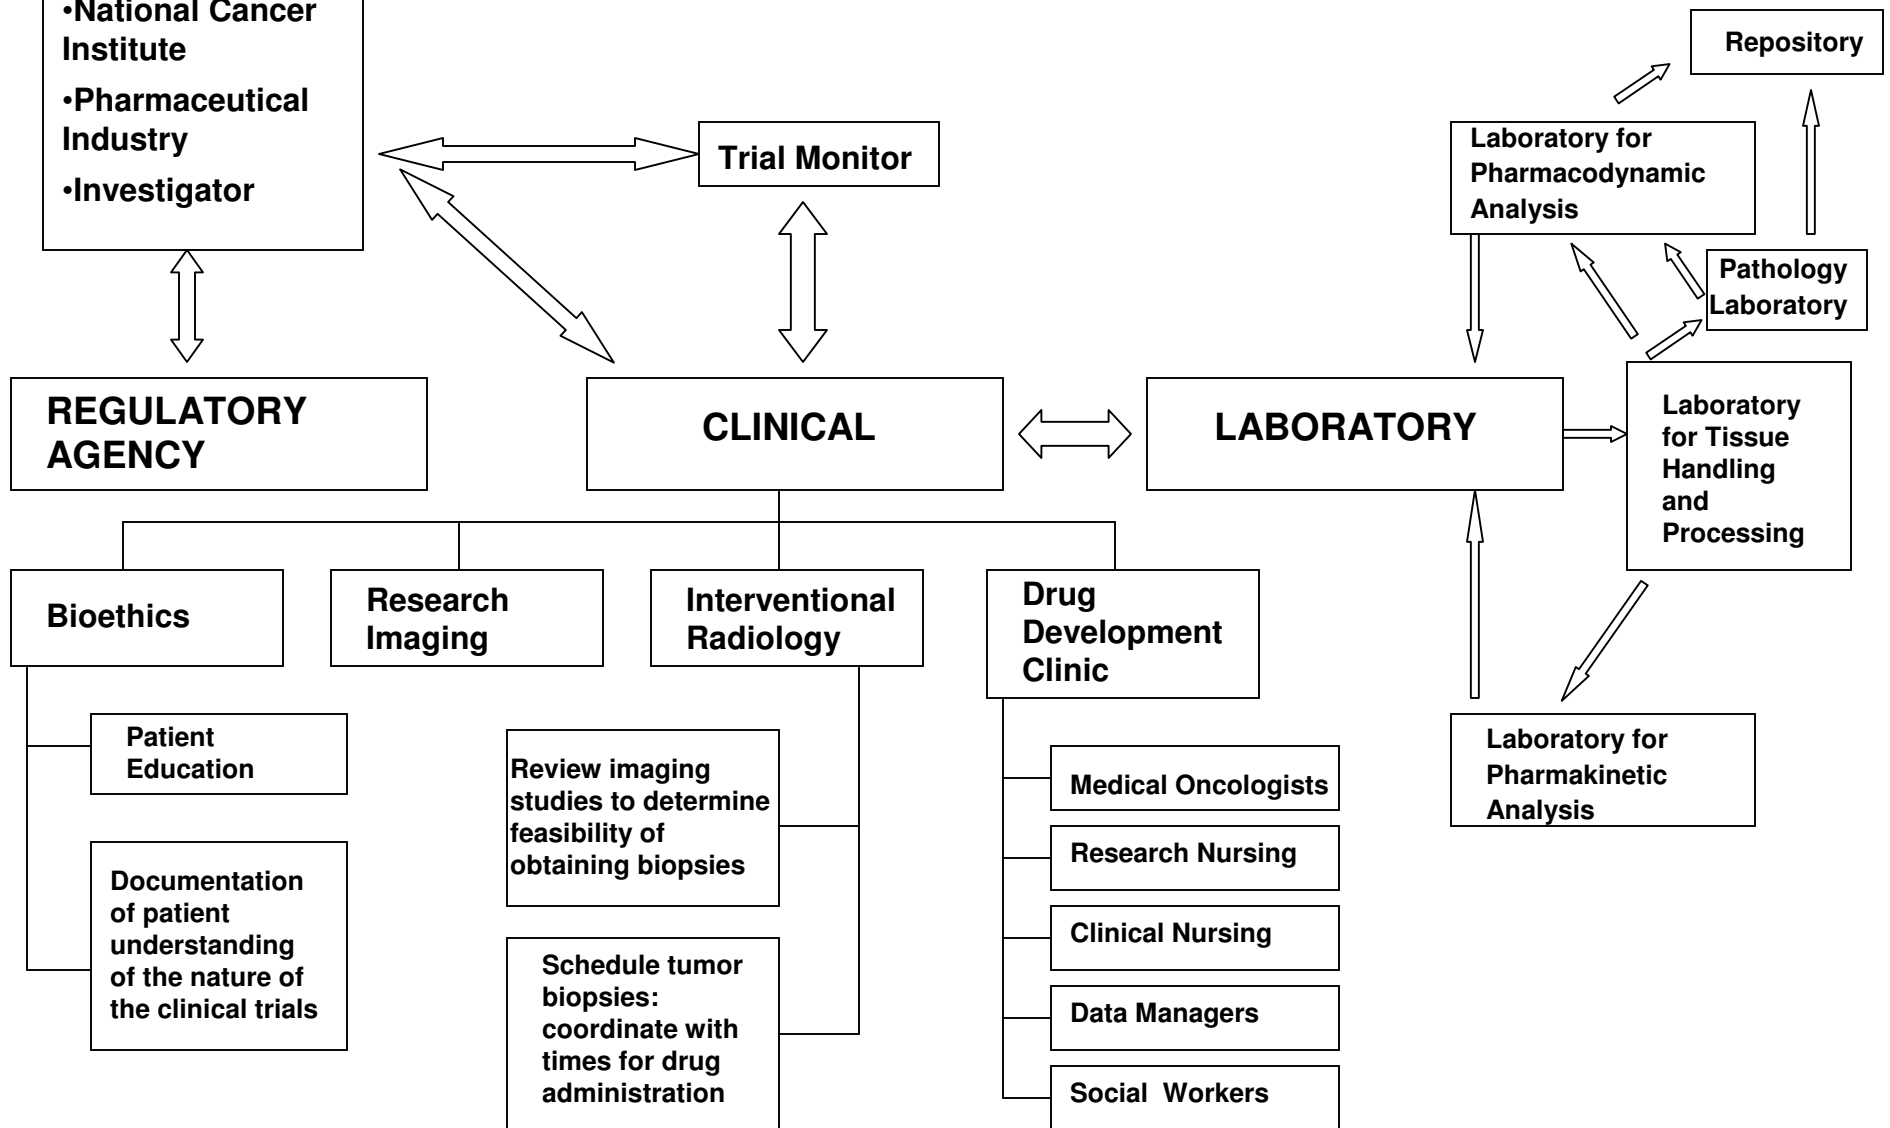 •National Cancer
Institute
•Pharmaceutical
Industry
•Investigator
Trial Monitor
Repository
Laboratory for
Pharmacodynamic
Analysis
Pathology
Laboratory
REGULATORY
AGENCY
CLINICAL
LABORATORY
Laboratory
for Tissue
Handling
and
Processing
Bioethics
Research
Imaging
Interventional
Radiology
Drug
Development
Clinic
Patient
Education
Documentation
of patient
understanding
of the nature of
the clinical trials
Review imaging
studies to determine
feasibility of
obtaining biopsies
Schedule tumor
biopsies:
coordinate with
times for drug
administration
Medical Oncologists
Research Nursing
Clinical Nursing
Data Managers
Social  Workers
Laboratory for
Pharmakinetic
Analysis